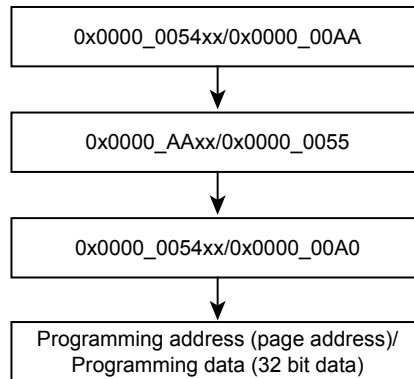 0x0000_0054xx/0x0000_00AA
0x0000_AAxx/0x0000_0055
0x0000_0054xx/0x0000_00A0
Programming address (page address)/
Programming data (32 bit data)